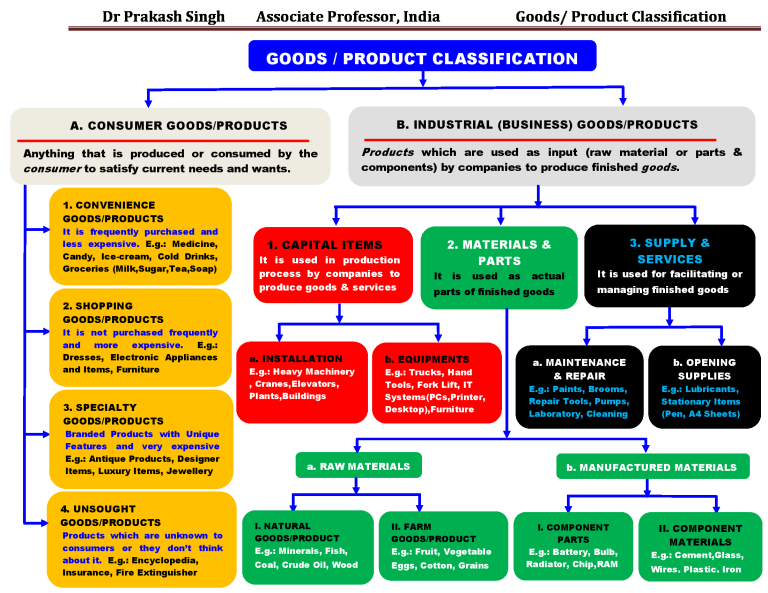 Dr Prakash Singh Associate Professor, India Goods/ Product Classification
GOODS / PRODUCT CLASSIFICATION
A. CONSUMER GOODS/PRODUCTS
Anything that is produced or consumed by the
consumer to satisfy current needs and wants.
B. INDUSTRIAL (BUSINESS) GOODS/PRODUCTS
Products which are used as input (raw material or parts &
components) by companies to produce finished goods.
1. CONVENIENCE
GOODS/PRODUCTS
It is frequently purchased and
less expensive. E.g.: Medicine,
Candy, Ice-cream, Cold Drinks,
Groceries (Milk,Sugar,Tea,Soap)
2. SHOPPING
GOODS/PRODUCTS
It is not purchased frequently
and more expensive. E.g.:
Dresses, Electronic Appliances
and Items, Furniture
3. SPECIALTY
GOODS/PRODUCTS
Branded Products with Unique
Features and very expensive
E.g.: Antique Products, Designer
Items, Luxury Items, Jewellery
4. UNSOUGHT
GOODS/PRODUCTS
Products which are unknown to
consumers or they don't think
about it. E.g.: Encyclopedia,
Insurance, Fire Extinguisher
1. CAPITAL ITEMS
It is used in production
process by companies to
produce goods & services
2. MATERIALS &
PARTS
It is used as actual
parts of finished goods
3. SUPPLY &
SERVICES
It is used for facilitating or
managing finished goods
a. INSTALLATION
E.g.: Heavy Machinery
, Cranes,Elevators,
Plants,Buildings
b. EQUIPMENTS
E.g.: Trucks, Hand
Tools, Fork Lift, IT
Systems(PCs,Printer,
Desktop),Furniture
a. MAINTENANCE
& REPAIR
E.g.: Paints, Brooms,
Repair Tools, Pumps,
Laboratory, Cleaning
b. OPENING
SUPPLIES
E.g.: Lubricants,
Stationary Items
(Pen, A4 Sheets)
a. RAW MATERIALS
b. MANUFACTURED MATERIALS
I. NATURAL
GOODS/PRODUCT
E.g.: Minerals, Fish,
Coal, Crude Oil, Wood
II. FARM
GOODS/PRODUCT
E.g.: Fruit, Vegetable
Eggs, Cotton, Grains
I. COMPONENT
PARTS
E.g.: Battery, Bulb,
Radiator, Chip,RAM
II. COMPONENT
MATERIALS
E.g.: Cement,Glass,
Wires. Plastic, Iron